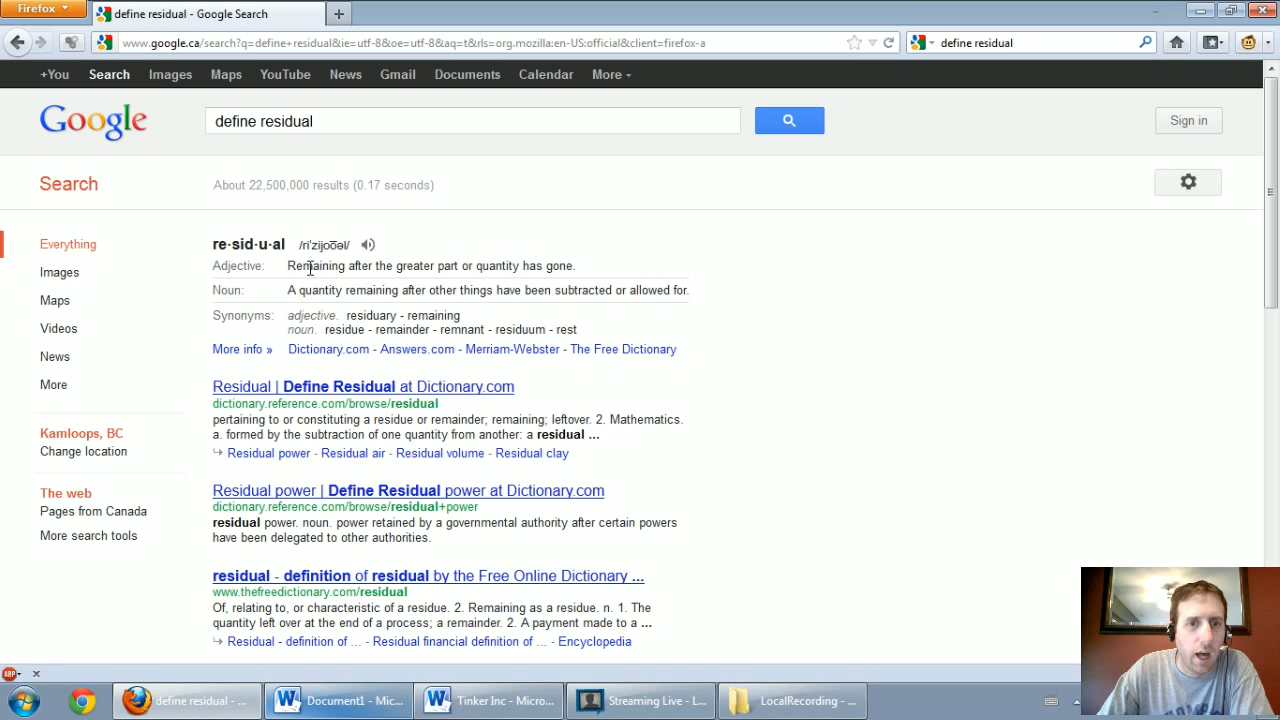 Firefox
define residual - Google Search
www.google.ca/search?q=define+residual&ie=utf-8&oe=utf-8&aq=t&rls=org.mozilla:en-US:official&client=firefox-a
define residual
+You Search Images Maps YouTube News Gmail Documents Calendar More
Google
define residual
Sign in
Search
About 22,500,000 results (0.17 seconds)
Everything
Images
Maps
Videos
News
More
Kamloops, BC
Change location
The web
Pages from Canada
More search tools
re·sid·u·al /riˈzijo͞oəl/
Adjective: Remaining after the greater part or quantity has gone.
Noun: A quantity remaining after other things have been subtracted or allowed for.
Synonyms: adjective. residuary - remaining
noun. residue - remainder - remnant - residuum - rest
More info » Dictionary.com - Answers.com - Merriam-Webster - The Free Dictionary
Residual | Define Residual at Dictionary.com
dictionary.reference.com/browse/residual
pertaining to or constituting a residue or remainder; remaining; leftover. 2. Mathematics.
a. formed by the subtraction of one quantity from another: a residual ...
Residual power - Residual air - Residual volume - Residual clay
Residual power | Define Residual power at Dictionary.com
dictionary.reference.com/browse/residual+power
residual power. noun. power retained by a governmental authority after certain powers
have been delegated to other authorities.
residual - definition of residual by the Free Online Dictionary ...
www.thefreedictionary.com/residual
Of, relating to, or characteristic of a residue. 2. Remaining as a residue. n. 1. The
quantity left over at the end of a process; a remainder. 2. A payment made to a ...
Residual - definition of ... - Residual financial definition of ... - Encyclopedia
ABP
define residual - ...
Document1 - Mic...
Tinker Inc - Micro...
Streaming Live - L...
LocalRecording - ...